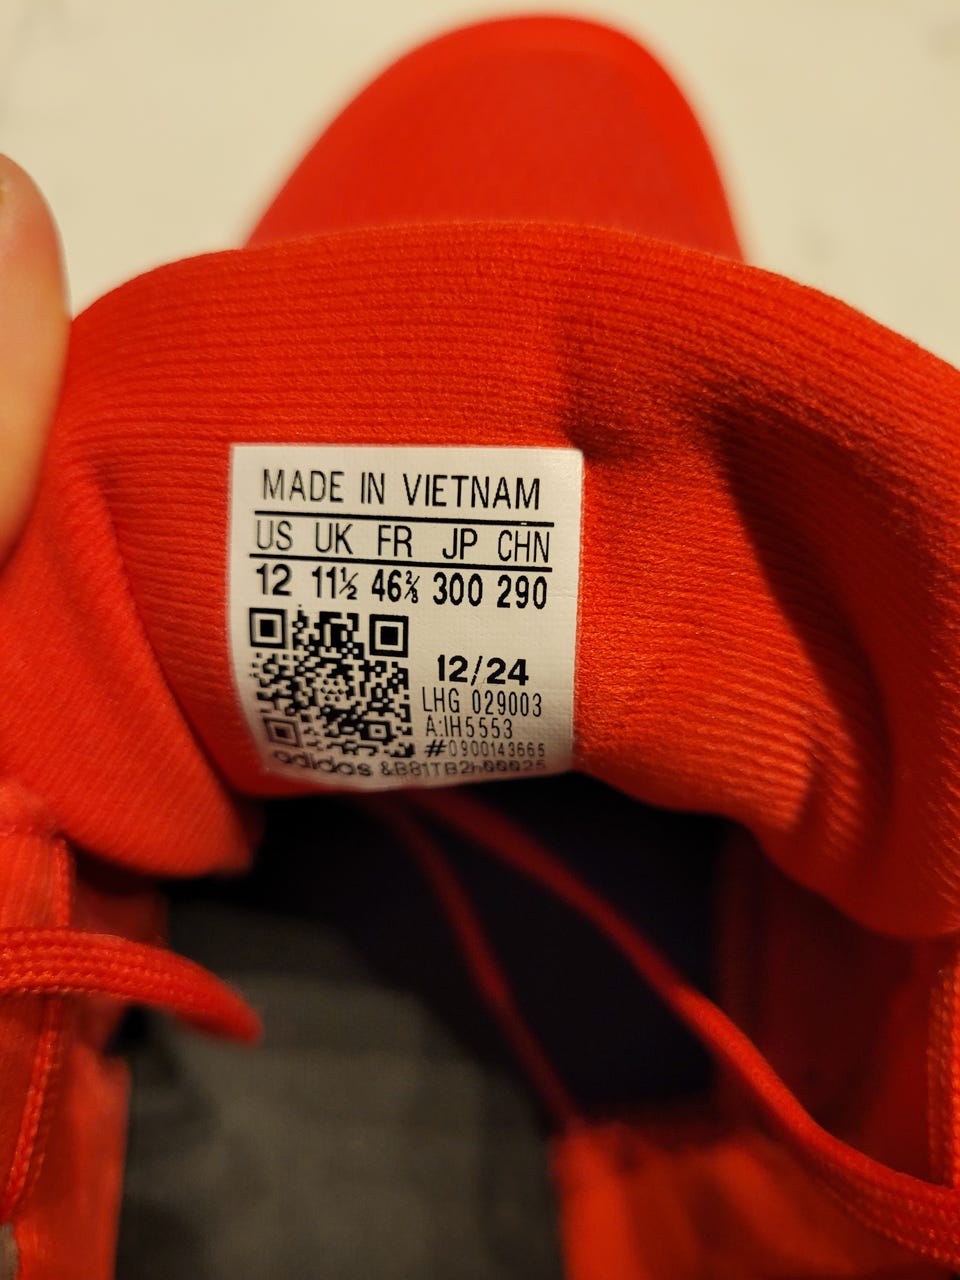 MADE IN VIETNAM
US UK FR JP CHN
12 11½ 46⅔ 300 290
12/24
LHG 029003
A:IH5553
#0900143665
adidas &B81TB2h00025